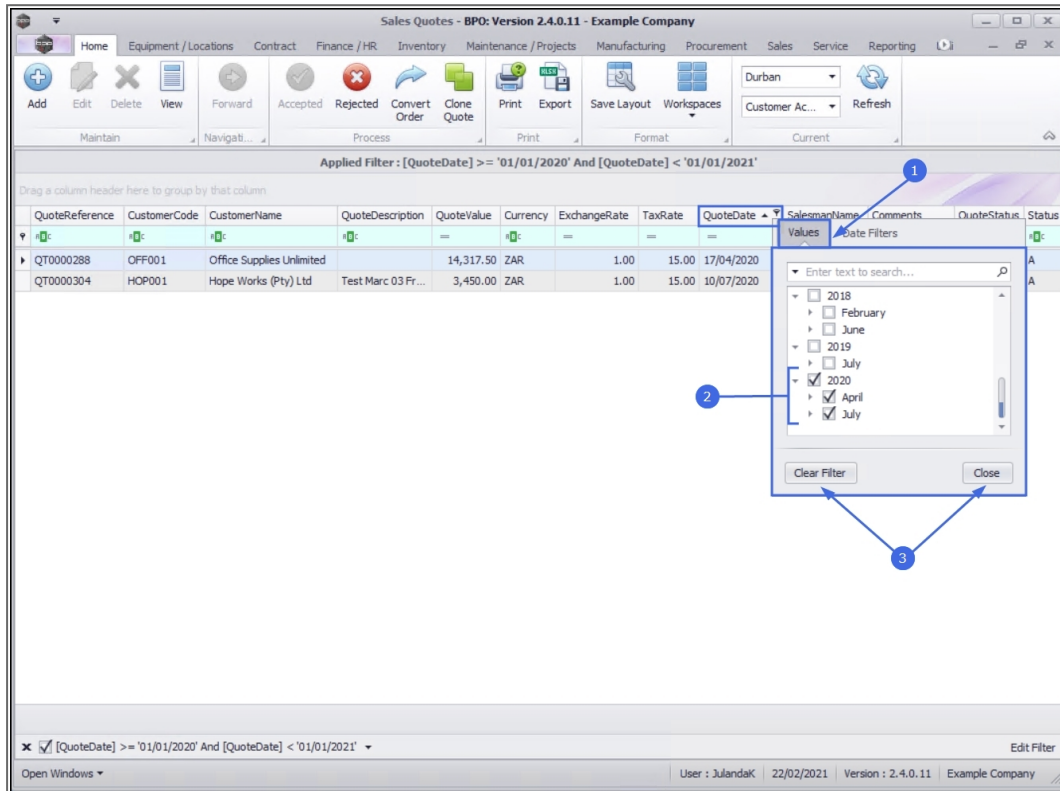 Sales Quotes - BPO: Version 2.4.0.11 - Example Company
Home Equipment / Locations Contract Finance / HR Inventory Maintenance / Projects Manufacturing Procurement Sales Service Reporting
Add Edit Delete View Forward Accepted Rejected Convert Order Clone Quote Print Export Save Layout Workspaces Durban Customer Ac... Refresh
Maintain Navigati... Process Print Format Current
Applied Filter : [QuoteDate] >= '01/01/2020' And [QuoteDate] < '01/01/2021'
1
Drag a column header here to group by that column
QuoteReference CustomerCode CustomerName QuoteDescription QuoteValue Currency ExchangeRate TaxRate QuoteDate SalesmanName Comments QuoteStatus Status
Values Date Filters
QT0000288 OFF001 Office Supplies Unlimited 14,317.50 ZAR 1.00 15.00 17/04/2020 A
QT0000304 HOP001 Hope Works (Pty) Ltd Test Marc 03 Fr... 3,450.00 ZAR 1.00 15.00 10/07/2020 A
Enter text to search...
2018
February
June
2019
July
2020
2
April
July
Clear Filter Close
3
[QuoteDate] >= '01/01/2020' And [QuoteDate] < '01/01/2021' Edit Filter
Open Windows User : JulandaK 22/02/2021 Version : 2.4.0.11 Example Company